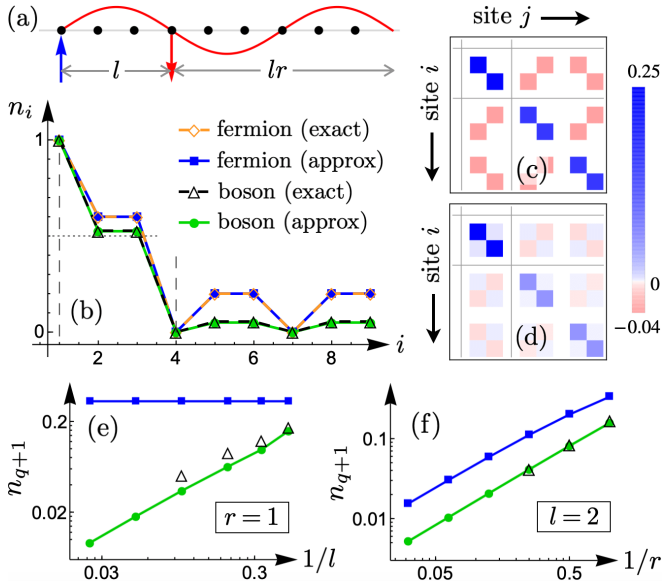 (a)
l
lr
n_i
1
0
2
4
6
8
i
fermion (exact)
fermion (approx)
boson (exact)
boson (approx)
(b)
site j
site i
(c)
site i
(d)
0.25
0
−0.04
(e)
n_{q+1}
0.2
0.02
0.03
0.3
1/l
r = 1
(f)
n_{q+1}
0.1
0.01
0.05
0.5
1/r
l = 2